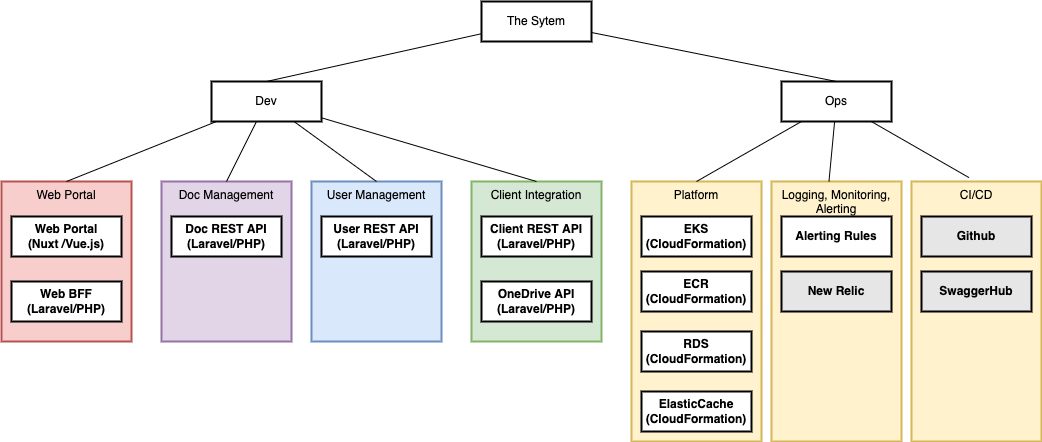 The Sytem
Dev
Ops
Web Portal
Web Portal
(Nuxt /Vue.js)
Web BFF
(Laravel/PHP)
Doc Management
Doc REST API
(Laravel/PHP)
User Management
User REST API
(Laravel/PHP)
Client Integration
Client REST API
(Laravel/PHP)
OneDrive API
(Laravel/PHP)
Platform
EKS
(CloudFormation)
ECR
(CloudFormation)
RDS
(CloudFormation)
ElasticCache
(CloudFormation)
Logging, Monitoring,
Alerting
Alerting Rules
New Relic
CI/CD
Github
SwaggerHub